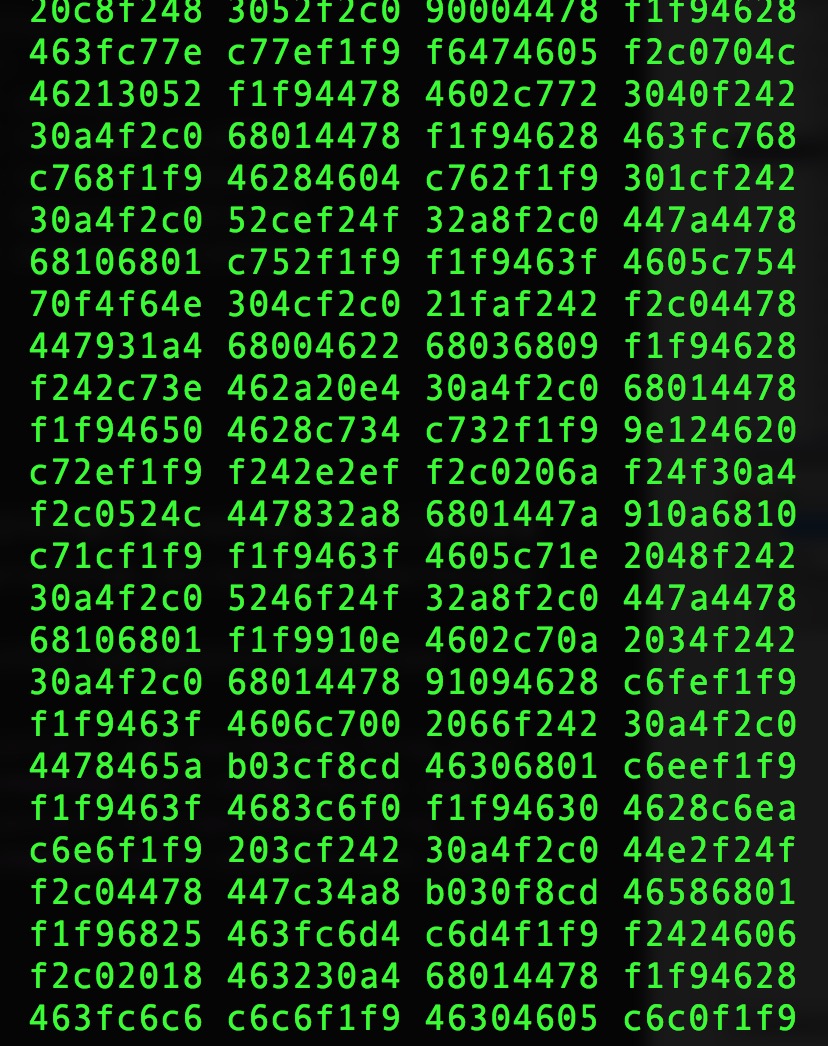 20c8f248 3052f2c0 90004478 f1f94628
463fc77e c77ef1f9 f6474605 f2c0704c
46213052 f1f94478 4602c772 3040f242
30a4f2c0 68014478 f1f94628 463fc768
c768f1f9 46284604 c762f1f9 301cf242
30a4f2c0 52cef24f 32a8f2c0 447a4478
68106801 c752f1f9 f1f9463f 4605c754
70f4f64e 304cf2c0 21faf242 f2c04478
447931a4 68004622 68036809 f1f94628
f242c73e 462a20e4 30a4f2c0 68014478
f1f94650 4628c734 c732f1f9 9e124620
c72ef1f9 f242e2ef f2c0206a f24f30a4
f2c0524c 447832a8 6801447a 910a6810
c71cf1f9 f1f9463f 4605c71e 2048f242
30a4f2c0 5246f24f 32a8f2c0 447a4478
68106801 f1f9910e 4602c70a 2034f242
30a4f2c0 68014478 91094628 c6fef1f9
f1f9463f 4606c700 2066f242 30a4f2c0
4478465a b03cf8cd 46306801 c6eef1f9
f1f9463f 4683c6f0 f1f94630 4628c6ea
c6e6f1f9 203cf242 30a4f2c0 44e2f24f
f2c04478 447c34a8 b030f8cd 46586801
f1f96825 463fc6d4 c6d4f1f9 f2424606
f2c02018 463230a4 68014478 f1f94628
463fc6c6 c6c6f1f9 46304605 c6c0f1f9